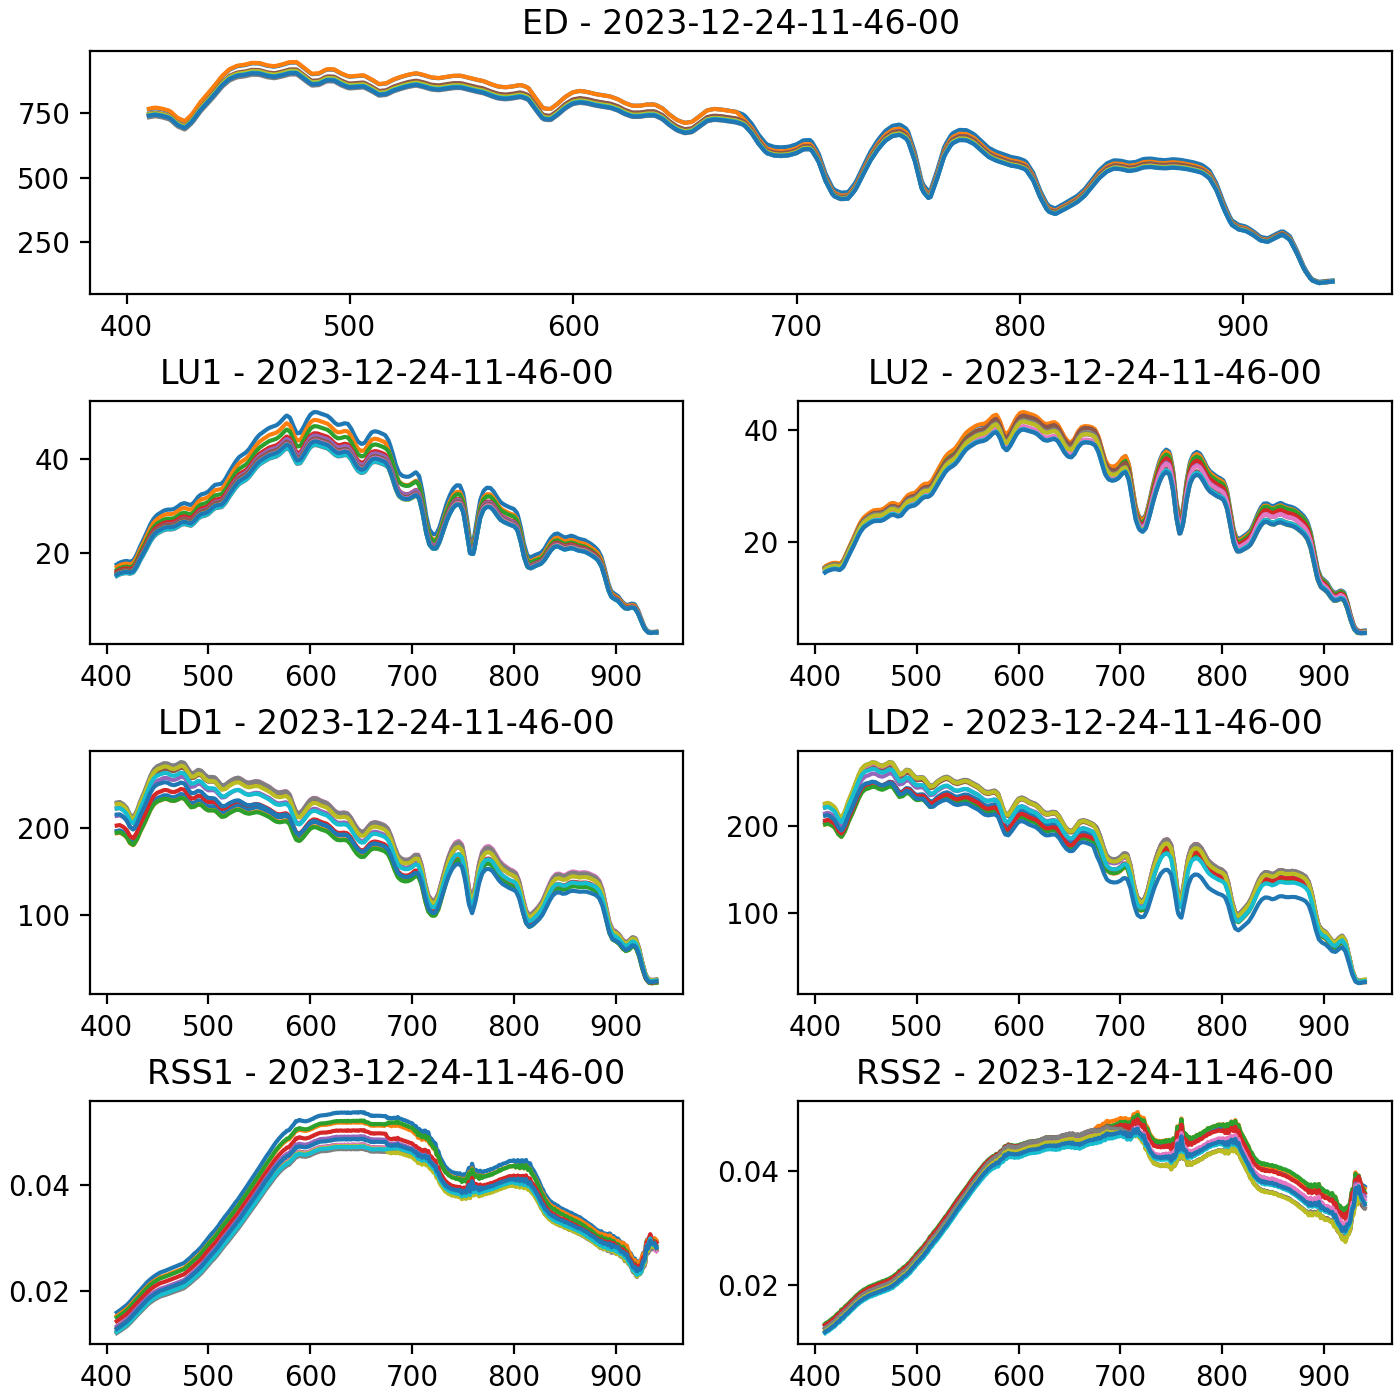 ED - 2023-12-24-11-46-00
750
500
250
400 500 600 700 800 900
LU1 - 2023-12-24-11-46-00
LU2 - 2023-12-24-11-46-00
40
20
400 500 600 700 800 900
40
20
400 500 600 700 800 900
LD1 - 2023-12-24-11-46-00
LD2 - 2023-12-24-11-46-00
200
100
400 500 600 700 800 900
200
100
400 500 600 700 800 900
RSS1 - 2023-12-24-11-46-00
RSS2 - 2023-12-24-11-46-00
0.04
0.02
400 500 600 700 800 900
0.04
0.02
400 500 600 700 800 900